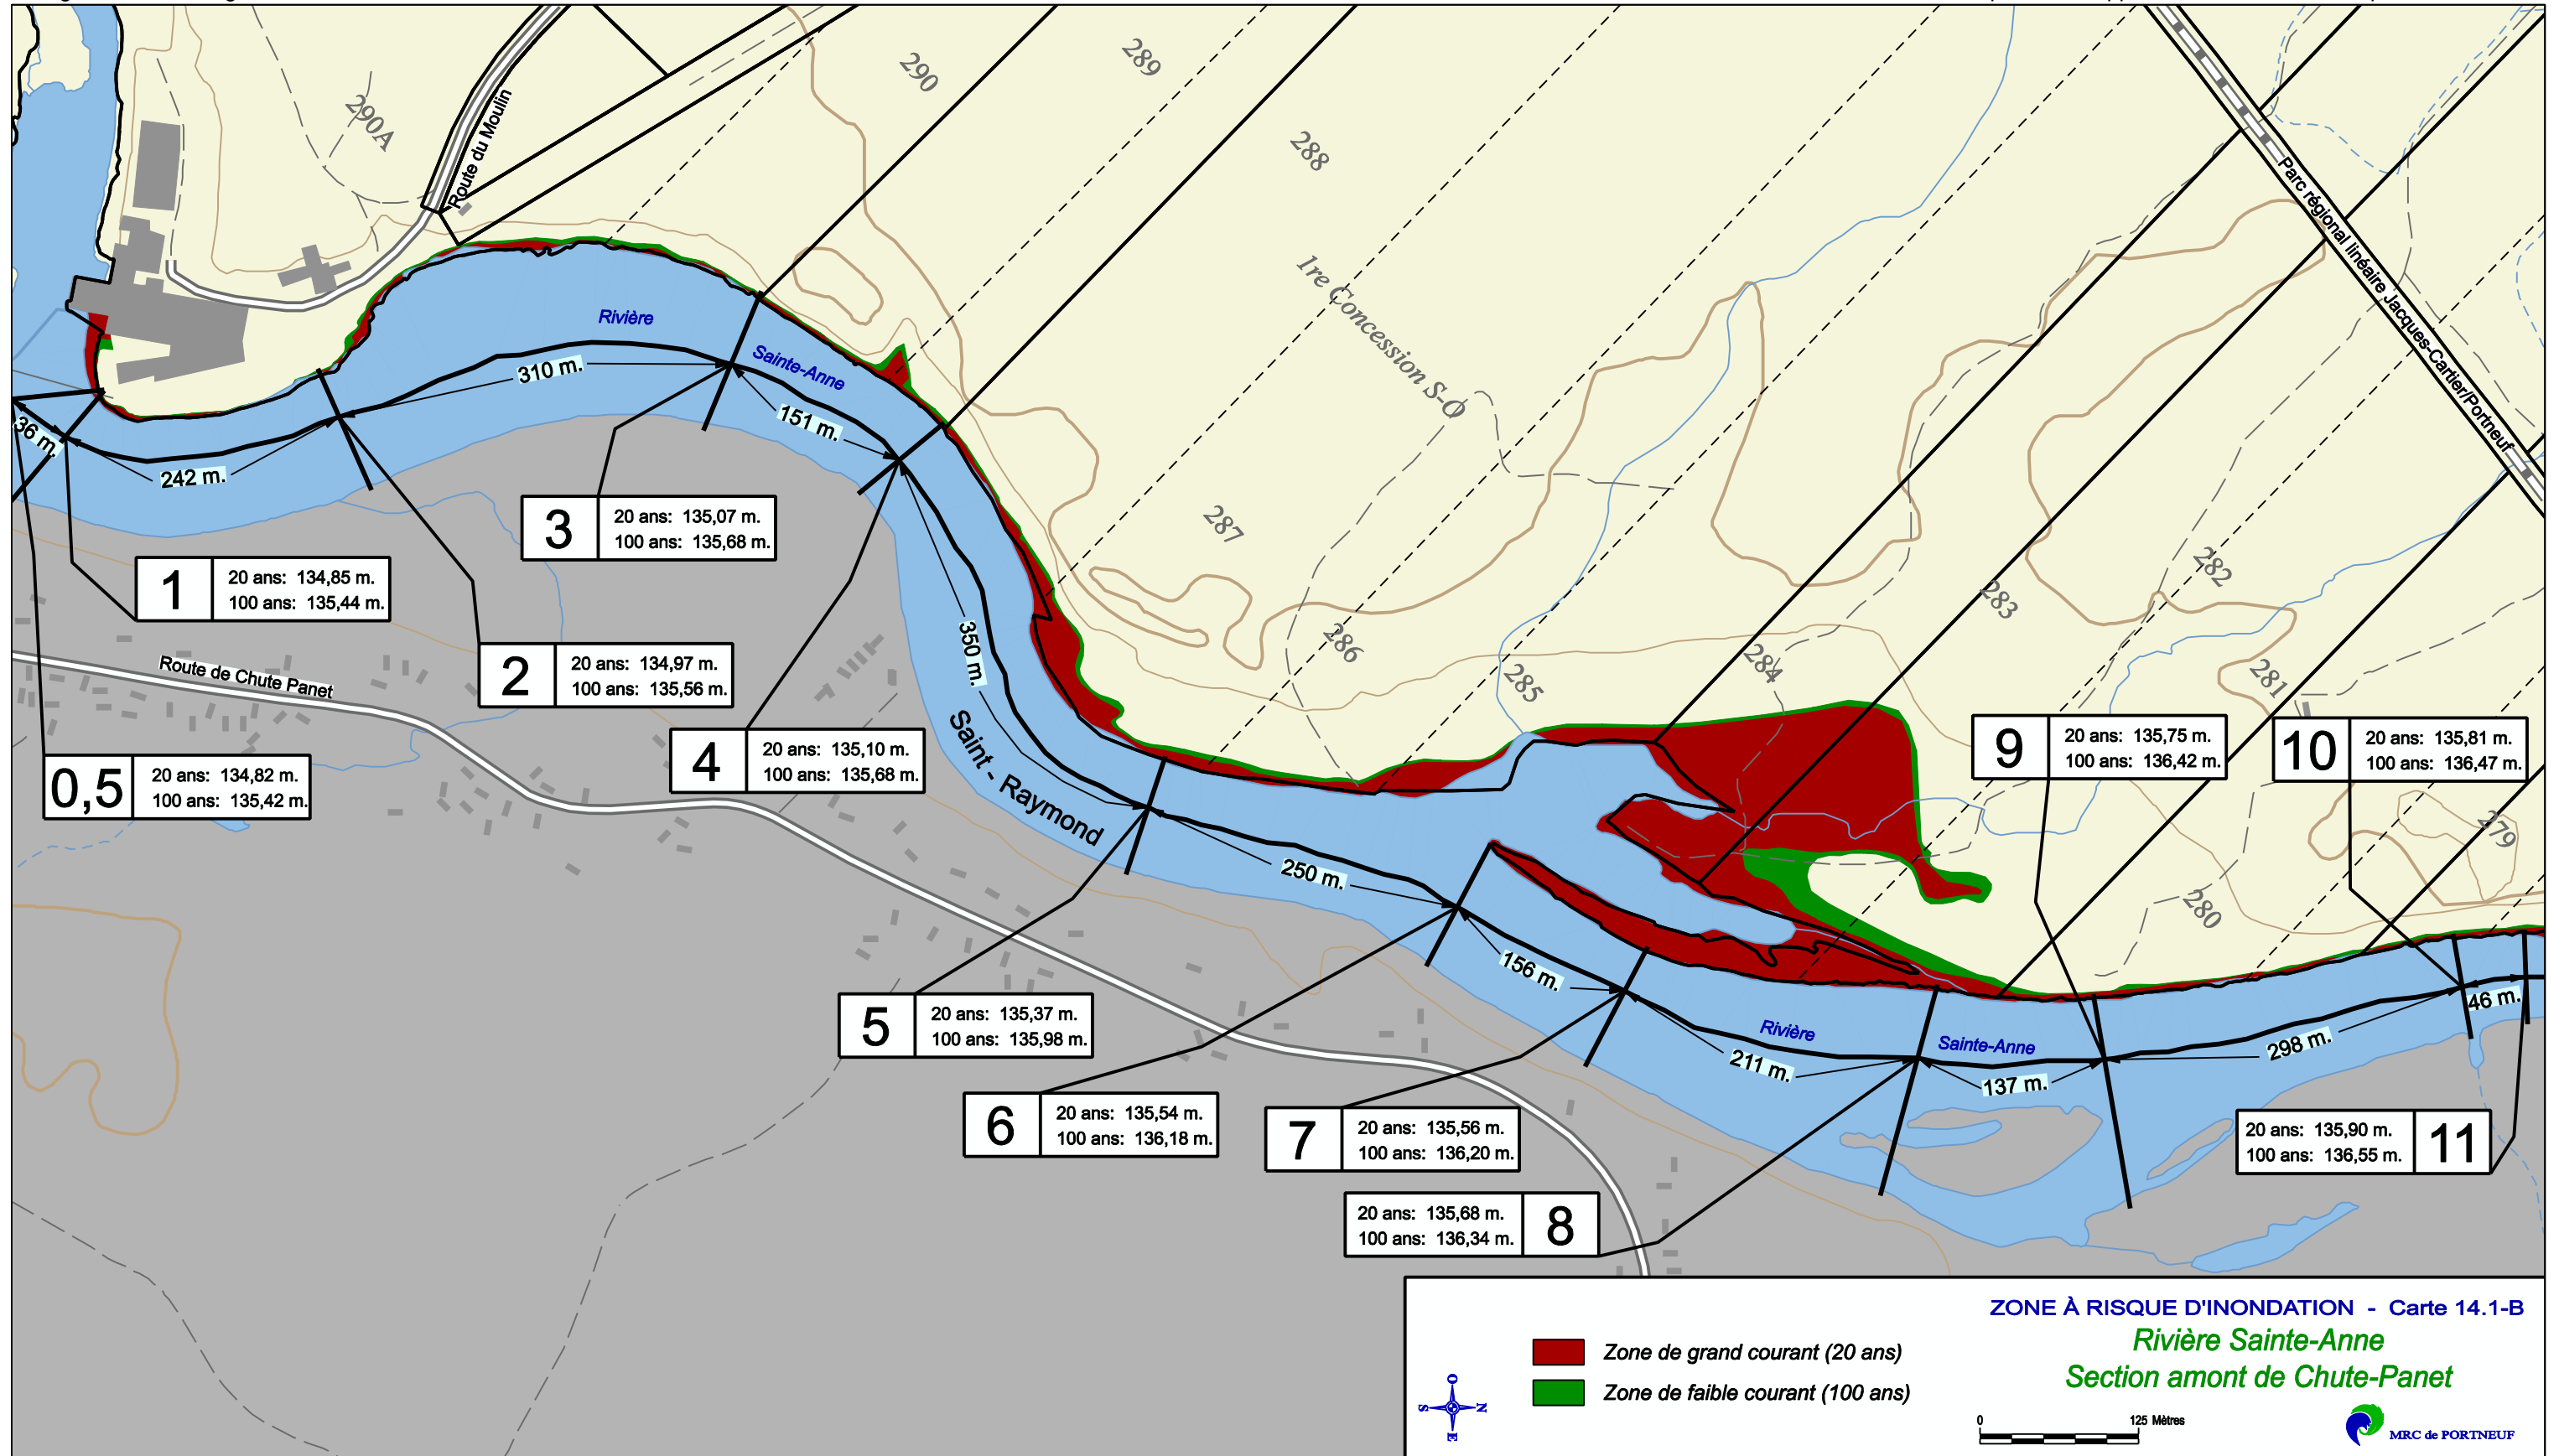 290A
Route du Moulin
290
289
288
1re Concession S-O
287
286
285
284
283
282
281
280
279
Parc régional linéaire Jacques-Cartier/Portneuf
Rivière
Sainte-Anne
36 m.
242 m.
310 m.
151 m.
350 m.
250 m.
156 m.
211 m.
137 m.
298 m.
46 m.
Saint - Raymond
Route de Chute Panet
Rivière
Sainte-Anne
0,5
20 ans: 134,82 m.
100 ans: 135,42 m.
1
20 ans: 134,85 m.
100 ans: 135,44 m.
2
20 ans: 134,97 m.
100 ans: 135,56 m.
3
20 ans: 135,07 m.
100 ans: 135,68 m.
4
20 ans: 135,10 m.
100 ans: 135,68 m.
5
20 ans: 135,37 m.
100 ans: 135,98 m.
6
20 ans: 135,54 m.
100 ans: 136,18 m.
7
20 ans: 135,56 m.
100 ans: 136,20 m.
20 ans: 135,68 m.
100 ans: 136,34 m.
8
9
20 ans: 135,75 m.
100 ans: 136,42 m.
10
20 ans: 135,81 m.
100 ans: 136,47 m.
20 ans: 135,90 m.
100 ans: 136,55 m.
11
ZONE À RISQUE D'INONDATION - Carte 14.1-B
Rivière Sainte-Anne
Section amont de Chute-Panet
Zone de grand courant (20 ans)
Zone de faible courant (100 ans)
O
S
N
E
0
125 Mètres
MRC de PORTNEUF